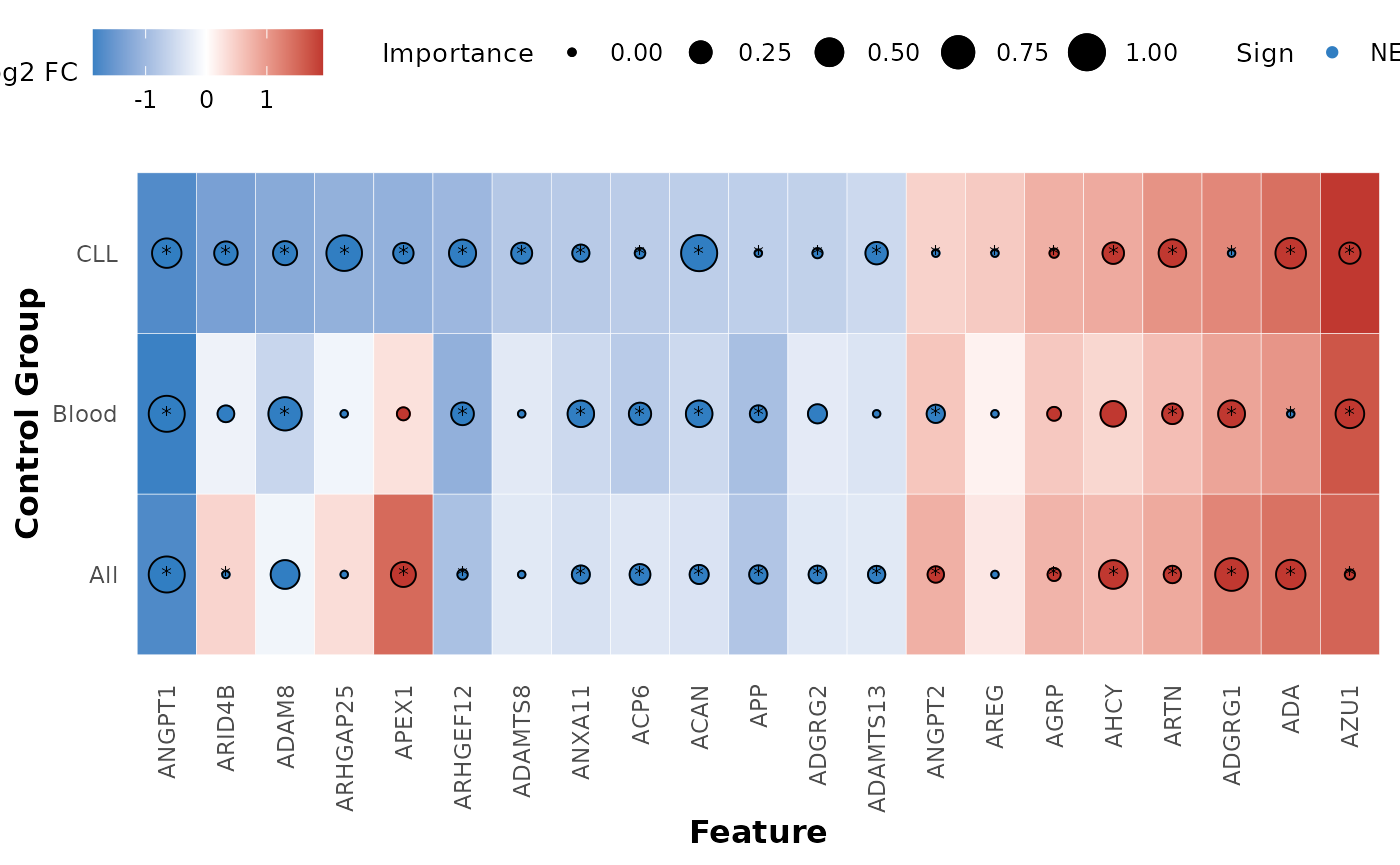 g2 FC
-1 0 1
Importance 0.00 0.25 0.50 0.75 1.00
Sign NE
Control Group
CLL
Blood
All
ANGPT1
ARID4B
ADAM8
ARHGAP25
APEX1
ARHGEF12
ADAMTS8
ANXA11
ACP6
ACAN
APP
ADGRG2
ADAMTS13
ANGPT2
AREG
AGRP
AHCY
ARTN
ADGRG1
ADA
AZU1
Feature